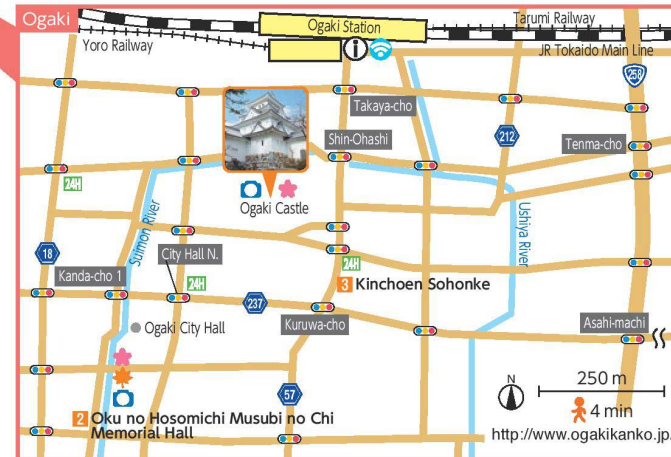 Ogaki
Ogaki Station
Tarumi Railway
Yoro Railway
JR Tokaido Main Line
258
Takaya-cho
Shin-Ohashi
212
Tenma-cho
24H
Ogaki Castle
Suimon River
Ushiya River
18
City Hall N.
24H
24H
Kanda-cho 1
3 Kinchoen Sohonke
237
Ogaki City Hall
Kuruwa-cho
Asahi-machi
N
250 m
4 min
57
2 Oku no Hosomichi Musubi no Chi
Memorial Hall
http://www.ogakikanko.jp.